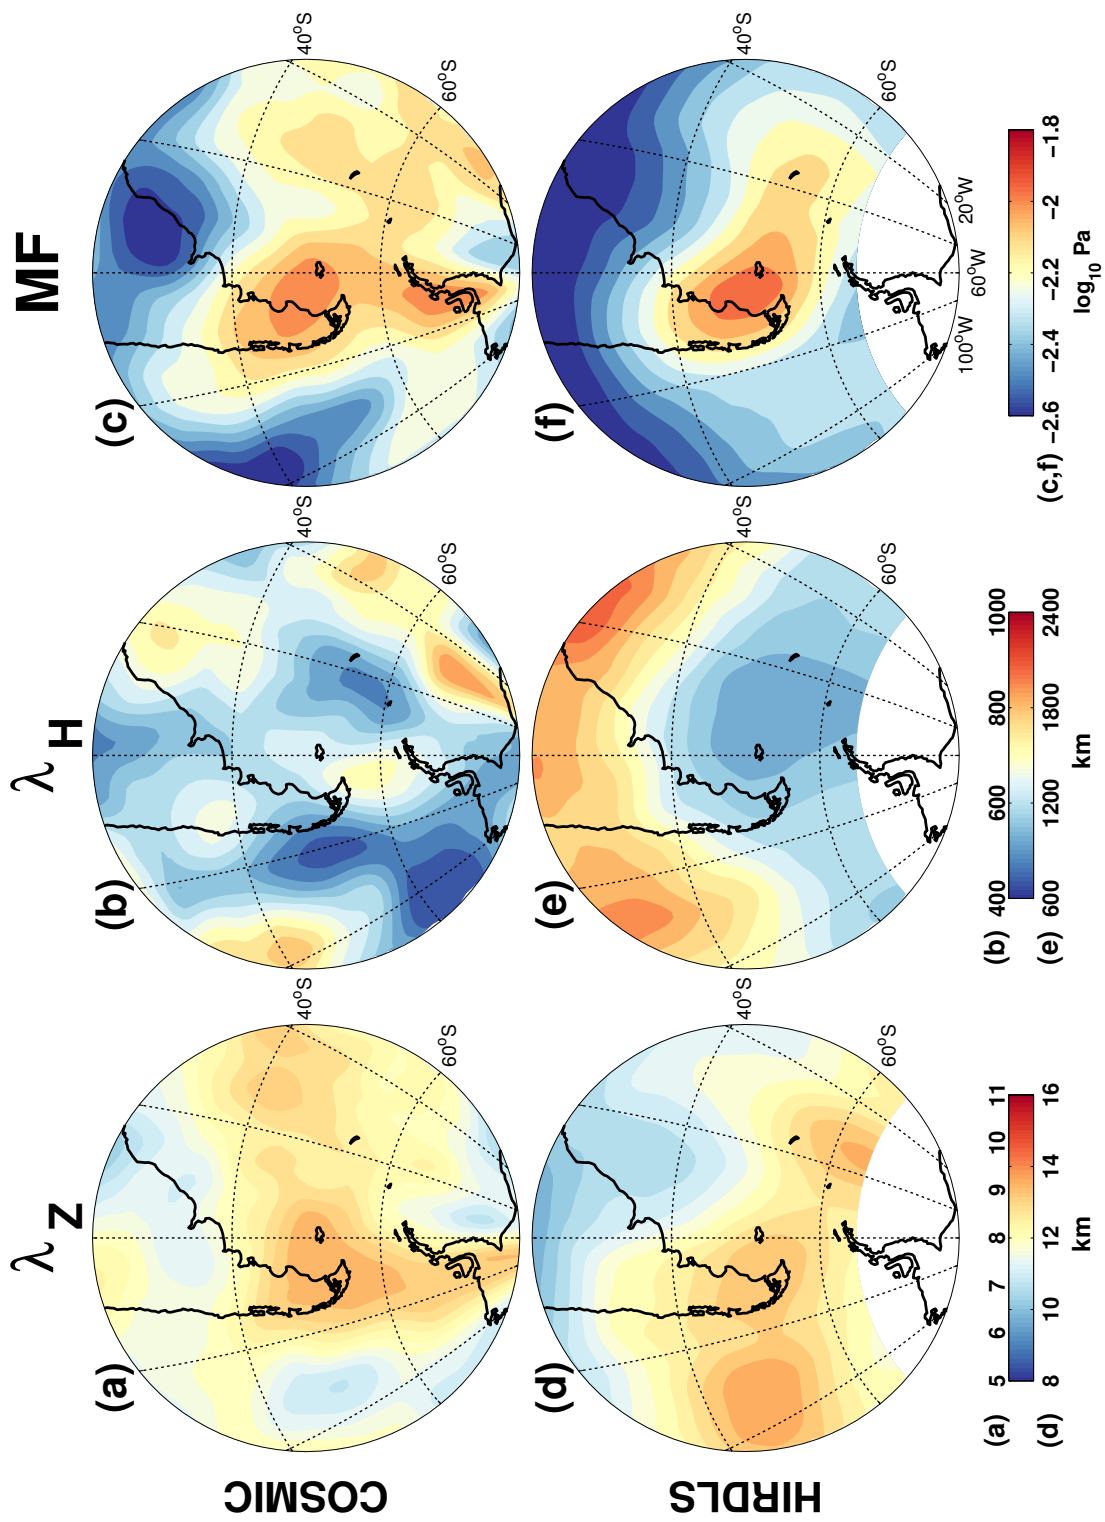 λ Z
λ H
MF
COSMIC
(a)
40°S
60°S
(b)
40°S
60°S
(c)
40°S
60°S
HIRDLS
(d)
40°S
60°S
(e)
40°S
60°S
(f)
40°S
60°S
100°W
60°W
20°W
(a) 5 6 7 8 9 10 11
(d) 8 10 12 14 16
km
(b) 400 600 800 1000
(e) 600 1200 1800 2400
km
(c,f) −2.6 −2.4 −2.2 −2 −1.8
log10 Pa